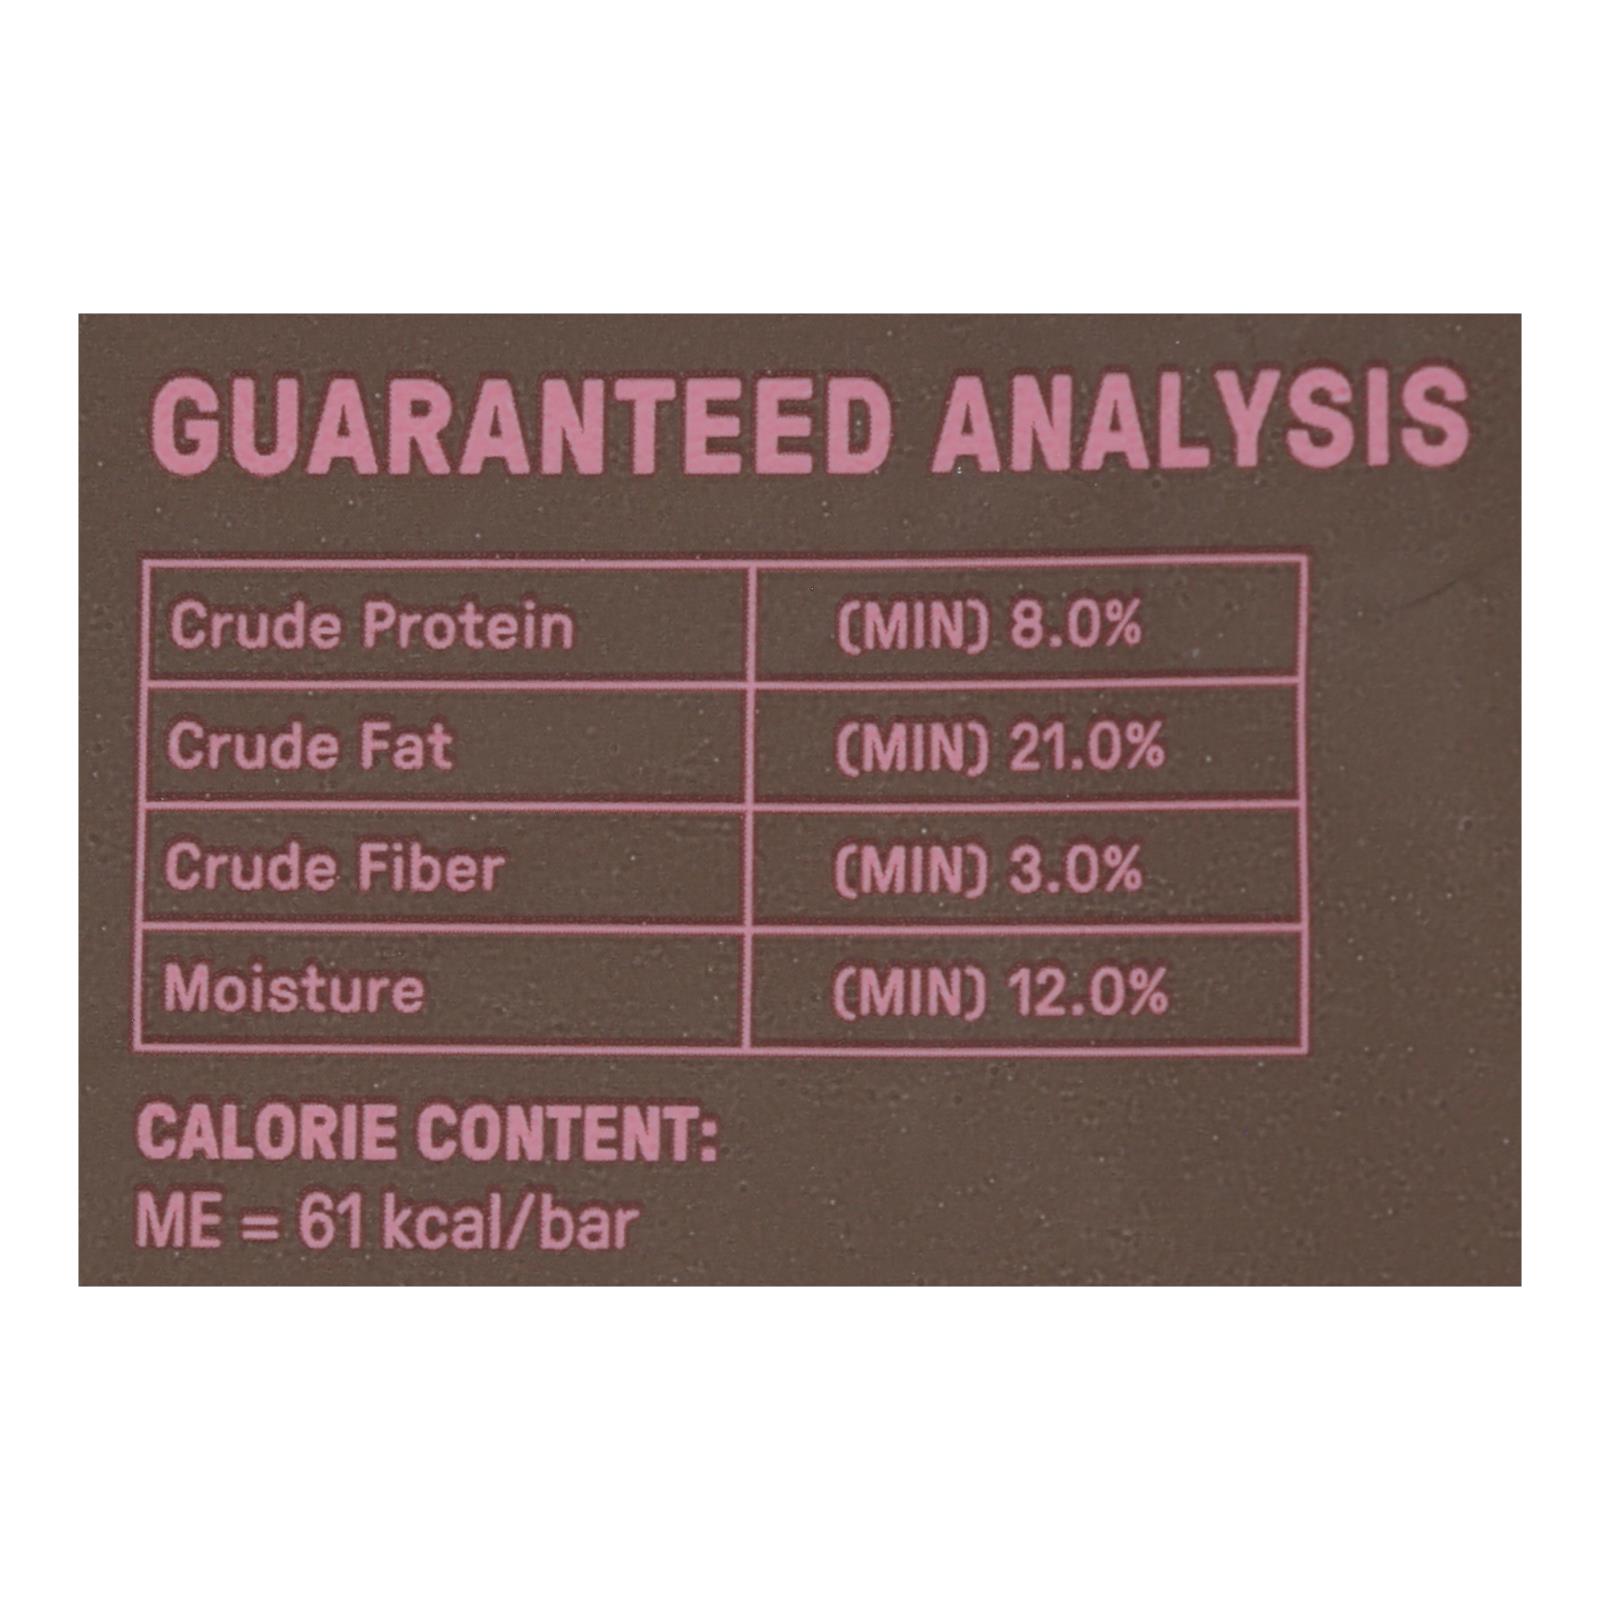 GUARANTEED ANALYSIS
Crude Protein (MIN) 8.0%
Crude Fat (MIN) 21.0%
Crude Fiber (MIN) 3.0%
Moisture (MIN) 12.0%
CALORIE CONTENT:
ME = 61 kcal/bar